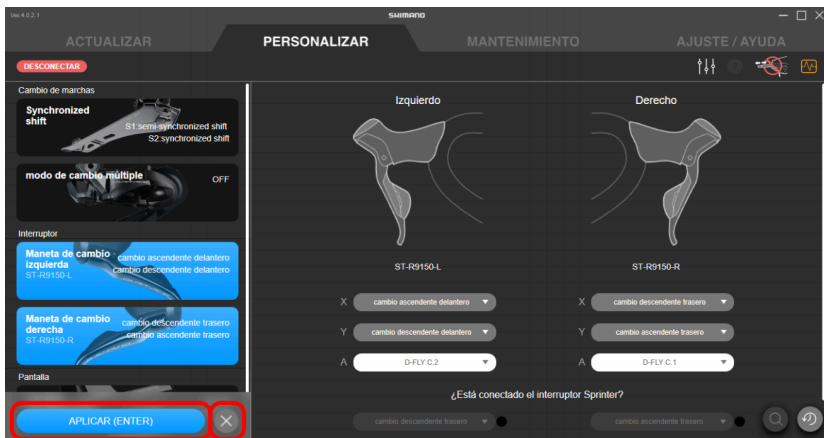 Ver.4.0.2.1
SHIMANO
ACTUALIZAR
PERSONALIZAR
MANTENIMIENTO
AJUSTE / AYUDA
DESCONECTAR
Cambio de marchas
Synchronized
shift
S1:semi-synchronized shift
S2:synchronized shift
modo de cambio múltiple
OFF
Interruptor
Maneta de cambio
izquierda
ST-R9150-L
cambio ascendente delantero
cambio descendente delantero
Maneta de cambio
derecha
ST-R9150-R
cambio descendente trasero
cambio ascendente trasero
Pantalla
APLICAR (ENTER)
Izquierdo
Derecho
ST-R9150-L
ST-R9150-R
X cambio ascendente delantero
X cambio descendente trasero
Y cambio descendente delantero
Y cambio ascendente trasero
A D-FLY C.2
A D-FLY C.1
¿Está conectado el interruptor Sprinter?
cambio descendente trasero
cambio ascendente trasero